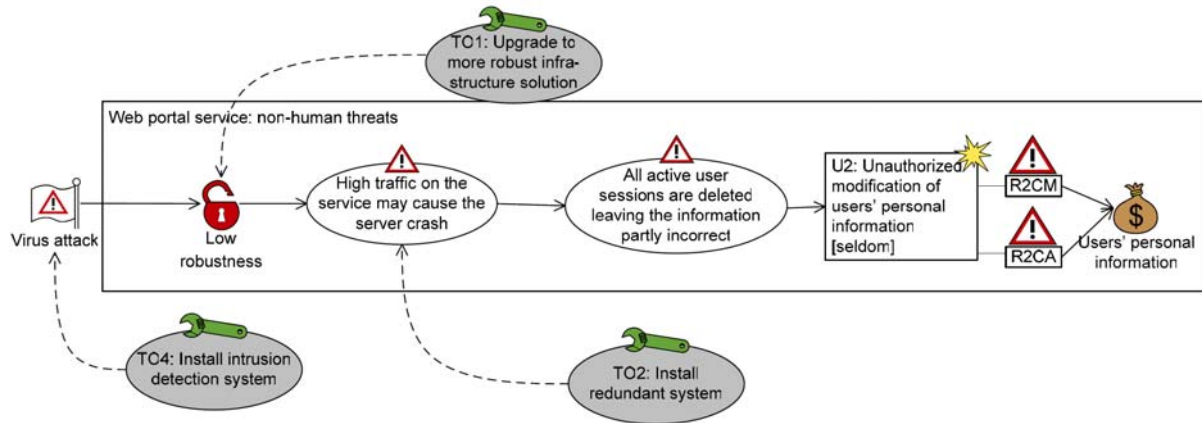 TO1: Upgrade to
more robust infra-
structure solution
Web portal service: non-human threats
Virus attack
Low
robustness
High traffic on the
service may cause the
server crash
All active user
sessions are deleted
leaving the information
partly incorrect
U2: Unauthorized
modification of
users' personal
information
[seldom]
R2CM
R2CA
$
Users' personal
information
TO4: Install intrusion
detection system
TO2: Install
redundant system